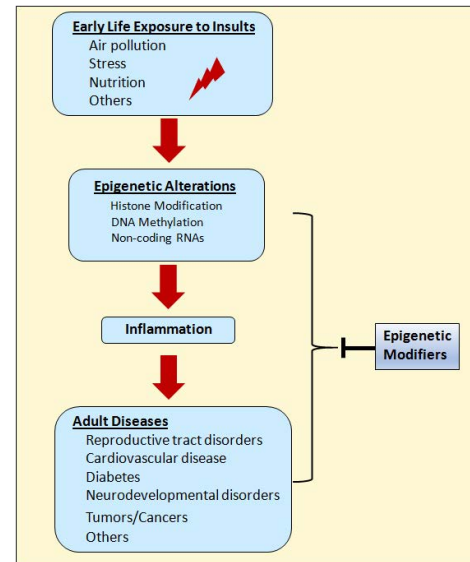 Early Life Exposure to Insults
Air pollution
Stress
Nutrition
Others
Epigenetic Alterations
Histone Modification
DNA Methylation
Non-coding RNAs
Inflammation
Epigenetic
Modifiers
Adult Diseases
Reproductive tract disorders
Cardiovascular disease
Diabetes
Neurodevelopmental disorders
Tumors/Cancers
Others